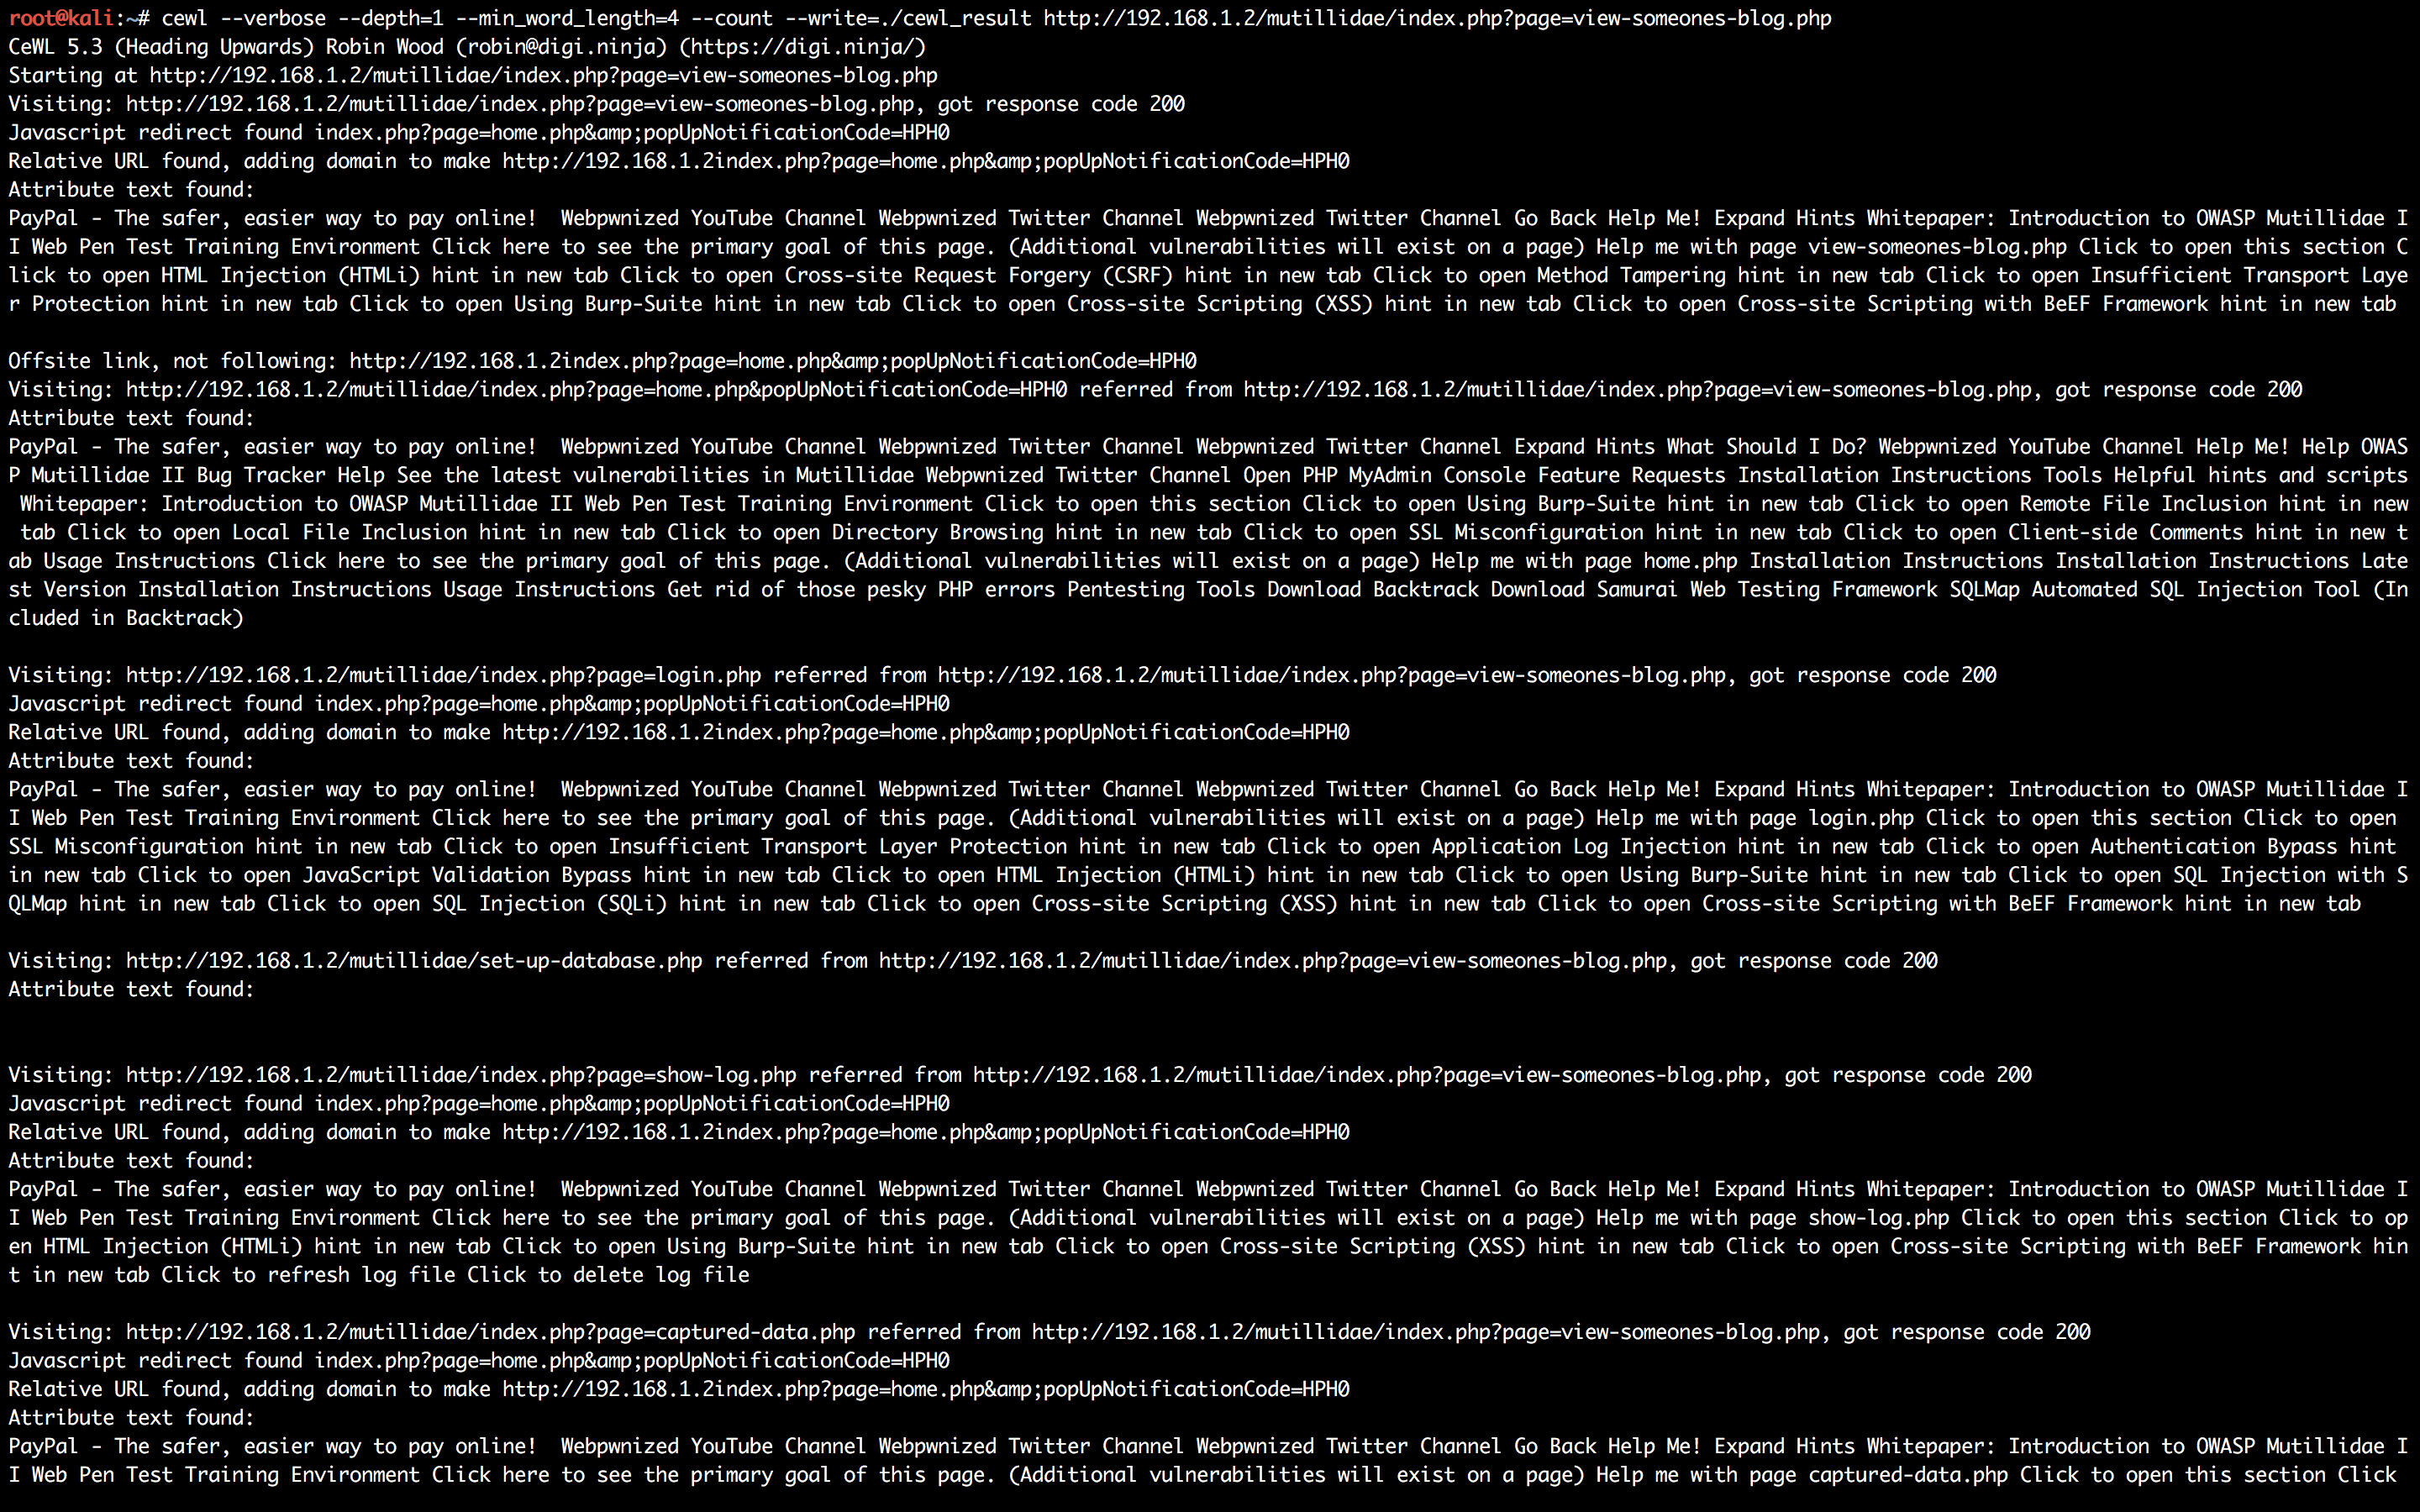 root@kali:~# cewl --verbose --depth=1 --min_word_length=4 --count --write=./cewl_result http://192.168.1.2/mutillidae/index.php?page=view-someones-blog.php
CeWL 5.3 (Heading Upwards) Robin Wood (robin@digi.ninja) (https://digi.ninja/)
Starting at http://192.168.1.2/mutillidae/index.php?page=view-someones-blog.php
Visiting: http://192.168.1.2/mutillidae/index.php?page=view-someones-blog.php, got response code 200
Javascript redirect found index.php?page=home.php&amp;popUpNotificationCode=HPH0
Relative URL found, adding domain to make http://192.168.1.2index.php?page=home.php&amp;popUpNotificationCode=HPH0
Attribute text found:
PayPal - The safer, easier way to pay online!  Webpwnized YouTube Channel Webpwnized Twitter Channel Webpwnized Twitter Channel Go Back Help Me! Expand Hints Whitepaper: Introduction to OWASP Mutillidae I
I Web Pen Test Training Environment Click here to see the primary goal of this page. (Additional vulnerabilities will exist on a page) Help me with page view-someones-blog.php Click to open this section C
lick to open HTML Injection (HTMLi) hint in new tab Click to open Cross-site Request Forgery (CSRF) hint in new tab Click to open Method Tampering hint in new tab Click to open Insufficient Transport Laye
r Protection hint in new tab Click to open Using Burp-Suite hint in new tab Click to open Cross-site Scripting (XSS) hint in new tab Click to open Cross-site Scripting with BeEF Framework hint in new tab

Offsite link, not following: http://192.168.1.2index.php?page=home.php&amp;popUpNotificationCode=HPH0
Visiting: http://192.168.1.2/mutillidae/index.php?page=home.php&popUpNotificationCode=HPH0 referred from http://192.168.1.2/mutillidae/index.php?page=view-someones-blog.php, got response code 200
Attribute text found:
PayPal - The safer, easier way to pay online!  Webpwnized YouTube Channel Webpwnized Twitter Channel Webpwnized Twitter Channel Expand Hints What Should I Do? Webpwnized YouTube Channel Help Me! Help OWAS
P Mutillidae II Bug Tracker Help See the latest vulnerabilities in Mutillidae Webpwnized Twitter Channel Open PHP MyAdmin Console Feature Requests Installation Instructions Tools Helpful hints and scripts
 Whitepaper: Introduction to OWASP Mutillidae II Web Pen Test Training Environment Click to open this section Click to open Using Burp-Suite hint in new tab Click to open Remote File Inclusion hint in new
 tab Click to open Local File Inclusion hint in new tab Click to open Directory Browsing hint in new tab Click to open SSL Misconfiguration hint in new tab Click to open Client-side Comments hint in new t
ab Usage Instructions Click here to see the primary goal of this page. (Additional vulnerabilities will exist on a page) Help me with page home.php Installation Instructions Installation Instructions Late
st Version Installation Instructions Usage Instructions Get rid of those pesky PHP errors Pentesting Tools Download Backtrack Download Samurai Web Testing Framework SQLMap Automated SQL Injection Tool (In
cluded in Backtrack)

Visiting: http://192.168.1.2/mutillidae/index.php?page=login.php referred from http://192.168.1.2/mutillidae/index.php?page=view-someones-blog.php, got response code 200
Javascript redirect found index.php?page=home.php&amp;popUpNotificationCode=HPH0
Relative URL found, adding domain to make http://192.168.1.2index.php?page=home.php&amp;popUpNotificationCode=HPH0
Attribute text found:
PayPal - The safer, easier way to pay online!  Webpwnized YouTube Channel Webpwnized Twitter Channel Webpwnized Twitter Channel Go Back Help Me! Expand Hints Whitepaper: Introduction to OWASP Mutillidae I
I Web Pen Test Training Environment Click here to see the primary goal of this page. (Additional vulnerabilities will exist on a page) Help me with page login.php Click to open this section Click to open
SSL Misconfiguration hint in new tab Click to open Insufficient Transport Layer Protection hint in new tab Click to open Application Log Injection hint in new tab Click to open Authentication Bypass hint
in new tab Click to open JavaScript Validation Bypass hint in new tab Click to open HTML Injection (HTMLi) hint in new tab Click to open Using Burp-Suite hint in new tab Click to open SQL Injection with S
QLMap hint in new tab Click to open SQL Injection (SQLi) hint in new tab Click to open Cross-site Scripting (XSS) hint in new tab Click to open Cross-site Scripting with BeEF Framework hint in new tab

Visiting: http://192.168.1.2/mutillidae/set-up-database.php referred from http://192.168.1.2/mutillidae/index.php?page=view-someones-blog.php, got response code 200
Attribute text found:

Visiting: http://192.168.1.2/mutillidae/index.php?page=show-log.php referred from http://192.168.1.2/mutillidae/index.php?page=view-someones-blog.php, got response code 200
Javascript redirect found index.php?page=home.php&amp;popUpNotificationCode=HPH0
Relative URL found, adding domain to make http://192.168.1.2index.php?page=home.php&amp;popUpNotificationCode=HPH0
Attribute text found:
PayPal - The safer, easier way to pay online!  Webpwnized YouTube Channel Webpwnized Twitter Channel Webpwnized Twitter Channel Go Back Help Me! Expand Hints Whitepaper: Introduction to OWASP Mutillidae I
I Web Pen Test Training Environment Click here to see the primary goal of this page. (Additional vulnerabilities will exist on a page) Help me with page show-log.php Click to open this section Click to op
en HTML Injection (HTMLi) hint in new tab Click to open Using Burp-Suite hint in new tab Click to open Cross-site Scripting (XSS) hint in new tab Click to open Cross-site Scripting with BeEF Framework hin
t in new tab Click to refresh log file Click to delete log file

Visiting: http://192.168.1.2/mutillidae/index.php?page=captured-data.php referred from http://192.168.1.2/mutillidae/index.php?page=view-someones-blog.php, got response code 200
Javascript redirect found index.php?page=home.php&amp;popUpNotificationCode=HPH0
Relative URL found, adding domain to make http://192.168.1.2index.php?page=home.php&amp;popUpNotificationCode=HPH0
Attribute text found:
PayPal - The safer, easier way to pay online!  Webpwnized YouTube Channel Webpwnized Twitter Channel Webpwnized Twitter Channel Go Back Help Me! Expand Hints Whitepaper: Introduction to OWASP Mutillidae I
I Web Pen Test Training Environment Click here to see the primary goal of this page. (Additional vulnerabilities will exist on a page) Help me with page captured-data.php Click to open this section Click